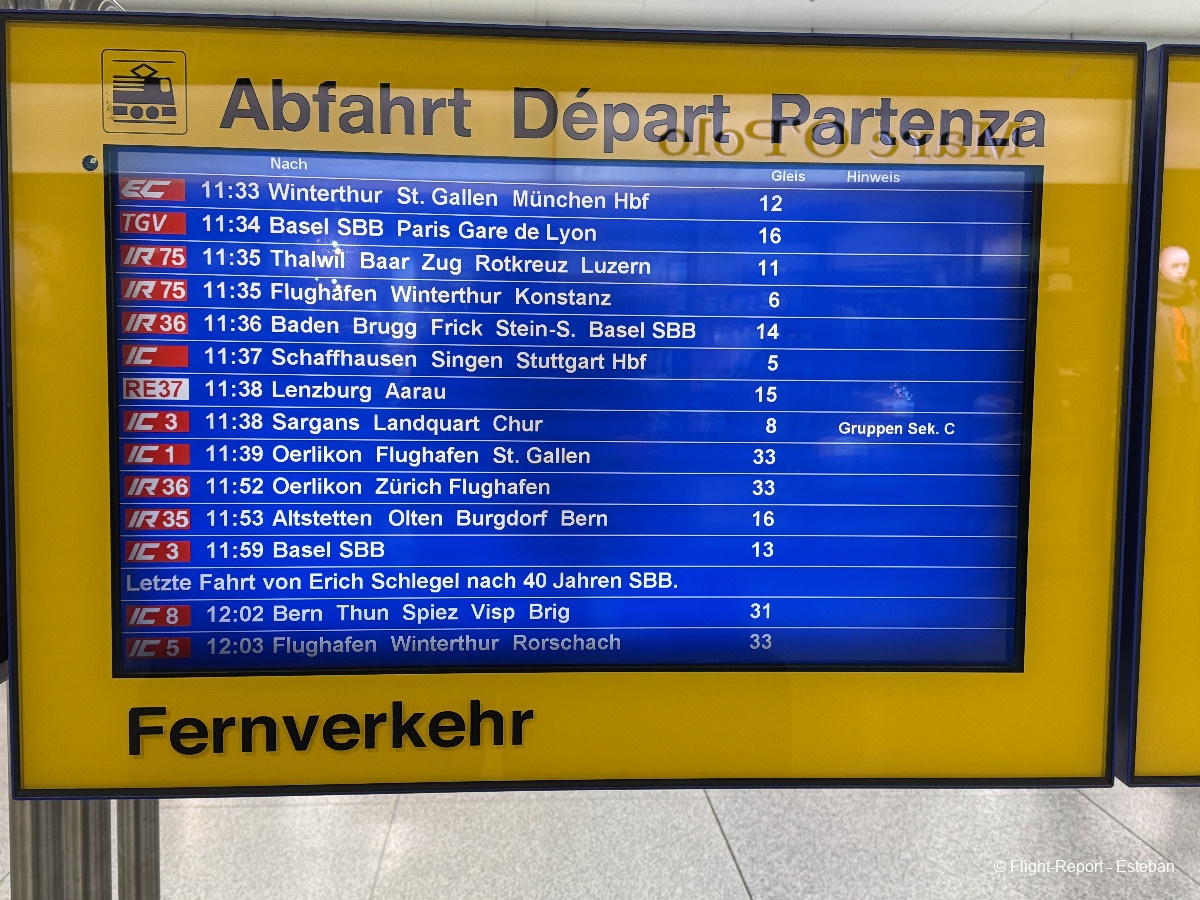 Abfahrt Départ Partenza
Marc O'Polo
Nach Gleis Hinweis
EC 11:33 Winterthur St. Gallen München Hbf 12
TGV 11:34 Basel SBB Paris Gare de Lyon 16
IR 75 11:35 Thalwil Baar Zug Rotkreuz Luzern 11
IR 75 11:35 Flughafen Winterthur Konstanz 6
IR 36 11:36 Baden Brugg Frick Stein-S. Basel SBB 14
IC 11:37 Schaffhausen Singen Stuttgart Hbf 5
RE37 11:38 Lenzburg Aarau 15
IC 3 11:38 Sargans Landquart Chur 8 Gruppen Sek. C
IC 1 11:39 Oerlikon Flughafen St. Gallen 33
IR 36 11:52 Oerlikon Zürich Flughafen 33
IR 35 11:53 Altstetten Olten Burgdorf Bern 16
IC 3 11:59 Basel SBB 13
Letzte Fahrt von Erich Schlegel nach 40 Jahren SBB.
IC 8 12:02 Bern Thun Spiez Visp Brig 31
IC 5 12:03 Flughafen Winterthur Rorschach 33
Fernverkehr
© Flight-Report - Esteban